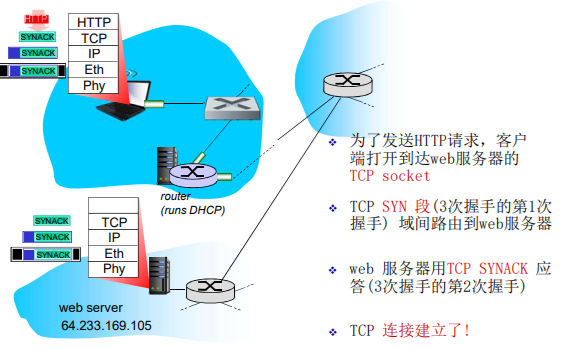 HTTP
SYNACK
SYNACK
SYNACK
HTTP
TCP
IP
Eth
Phy
router
(runs DHCP)
SYNACK
SYNACK
SYNACK
TCP
IP
Eth
Phy
web server
64.233.169.105
为了发送HTTP请求，客户
端打开到达web服务器的
TCP socket
TCP SYN 段(3次握手的第1次
握手) 域间路由到web服务器
web 服务器用TCP SYNACK 应
答(3次握手的第2次握手)
TCP 连接建立了!